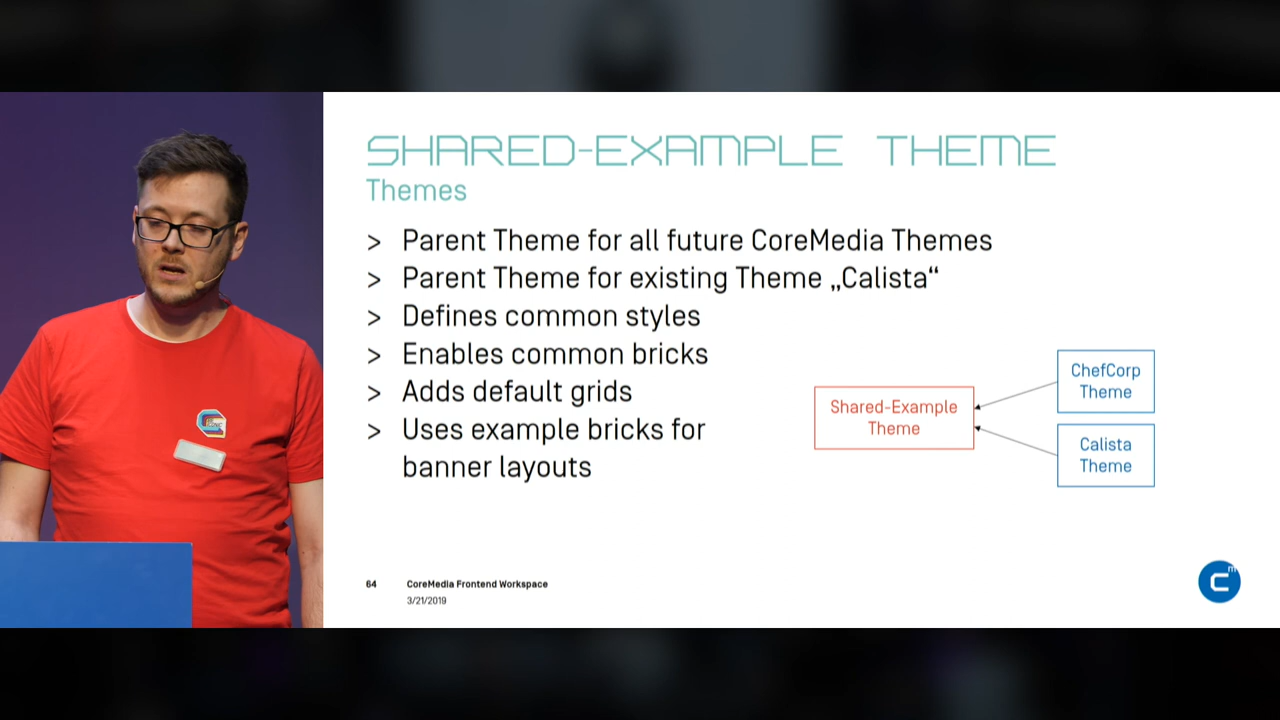 SHARED-EXAMPLE THEME
Themes
> Parent Theme for all future CoreMedia Themes
> Parent Theme for existing Theme „Calista“
> Defines common styles
> Enables common bricks
> Adds default grids
> Uses example bricks for
banner layouts
Shared-Example
Theme
ChefCorp
Theme
Calista
Theme
64 CoreMedia Frontend Workspace
3/21/2019
Cm